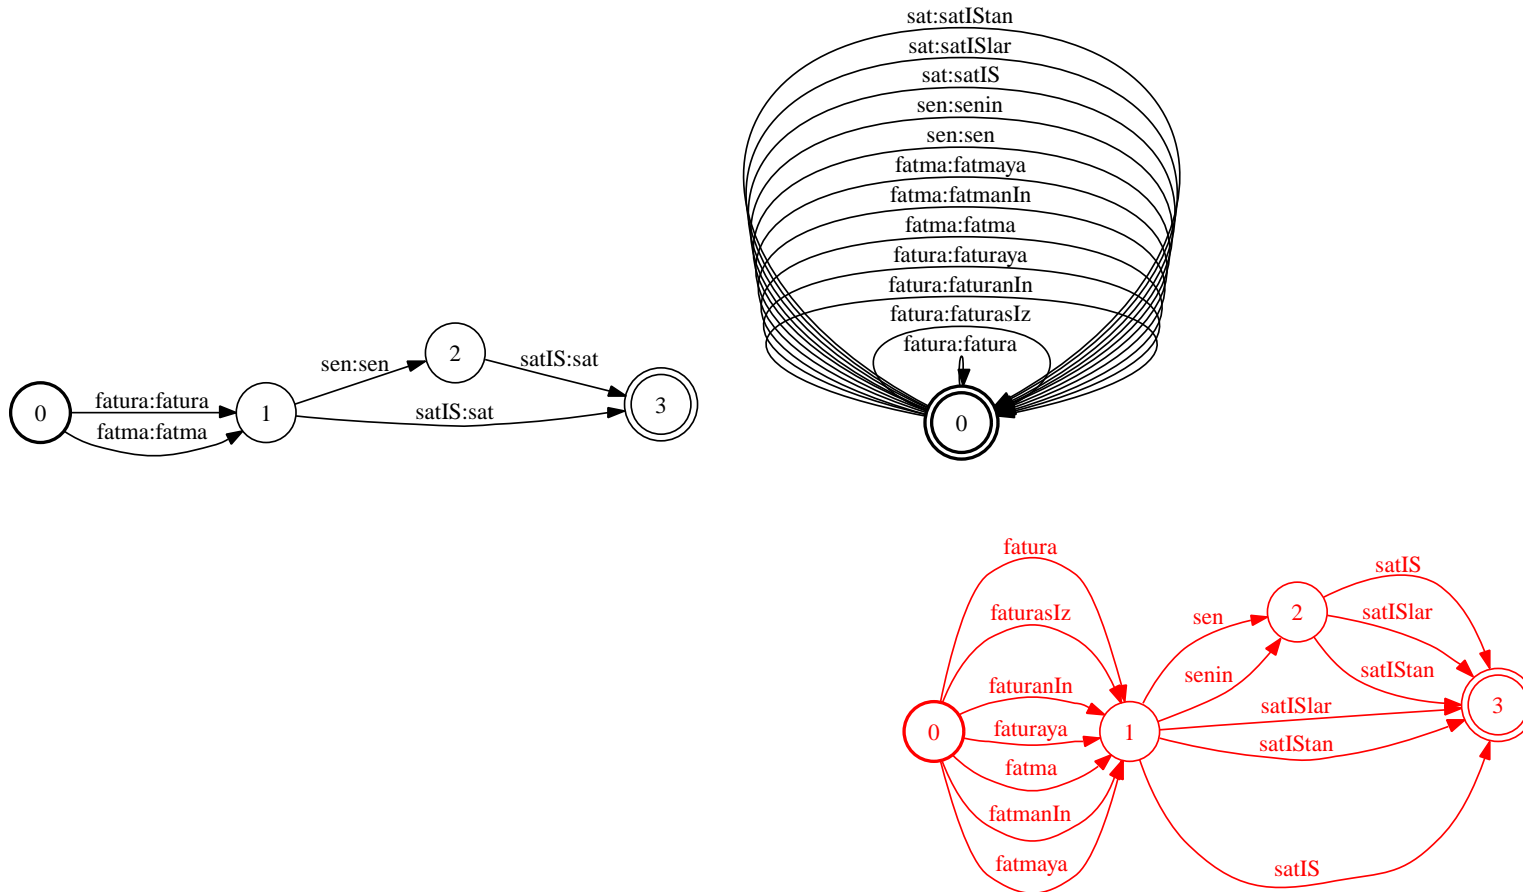 sat:satIStan
sat:satISlar
sat:satIS
sen:senin
sen:sen
fatma:fatmaya
fatma:fatmanIn
fatma:fatma
fatura:faturaya
fatura:faturanIn
fatura:faturasIz
fatura:fatura
0
0
fatura:fatura
fatma:fatma
1
sen:sen
2
satIS:sat
satIS:sat
3
0
fatura
faturasIz
faturanIn
faturaya
fatma
fatmanIn
fatmaya
1
sen
senin
2
satIS
satISlar
satIStan
satISlar
satIStan
satIS
3